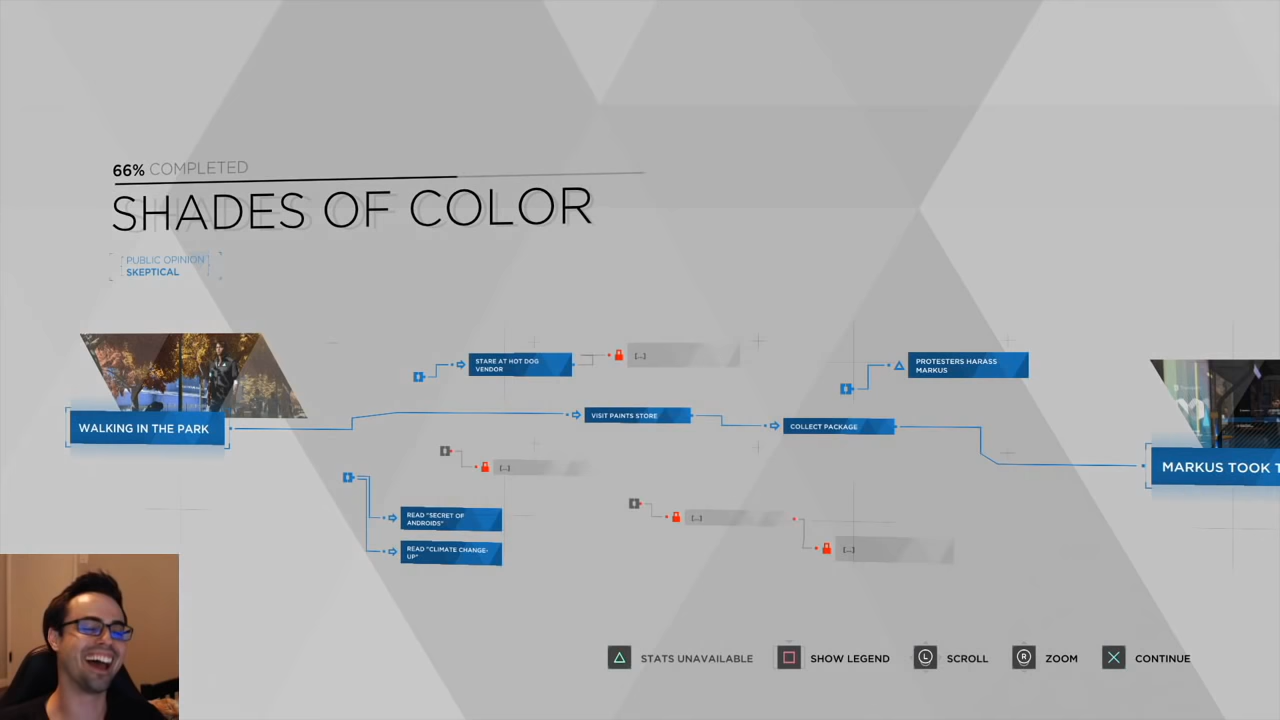 66% COMPLETED
SHADES OF COLOR
PUBLIC OPINION
SKEPTICAL
STARE AT HOT DOG
VENDOR
[...]
PROTESTERS HARASS
MARKUS
WALKING IN THE PARK
VISIT PAINTS STORE
COLLECT PACKAGE
MARKUS TOOK T
[...]
READ "SECRET OF
ANDROIDS"
[...]
READ "CLIMATE CHANGE-
UP"
[...]
STATS UNAVAILABLE
SHOW LEGEND
L
SCROLL
R
ZOOM
CONTINUE